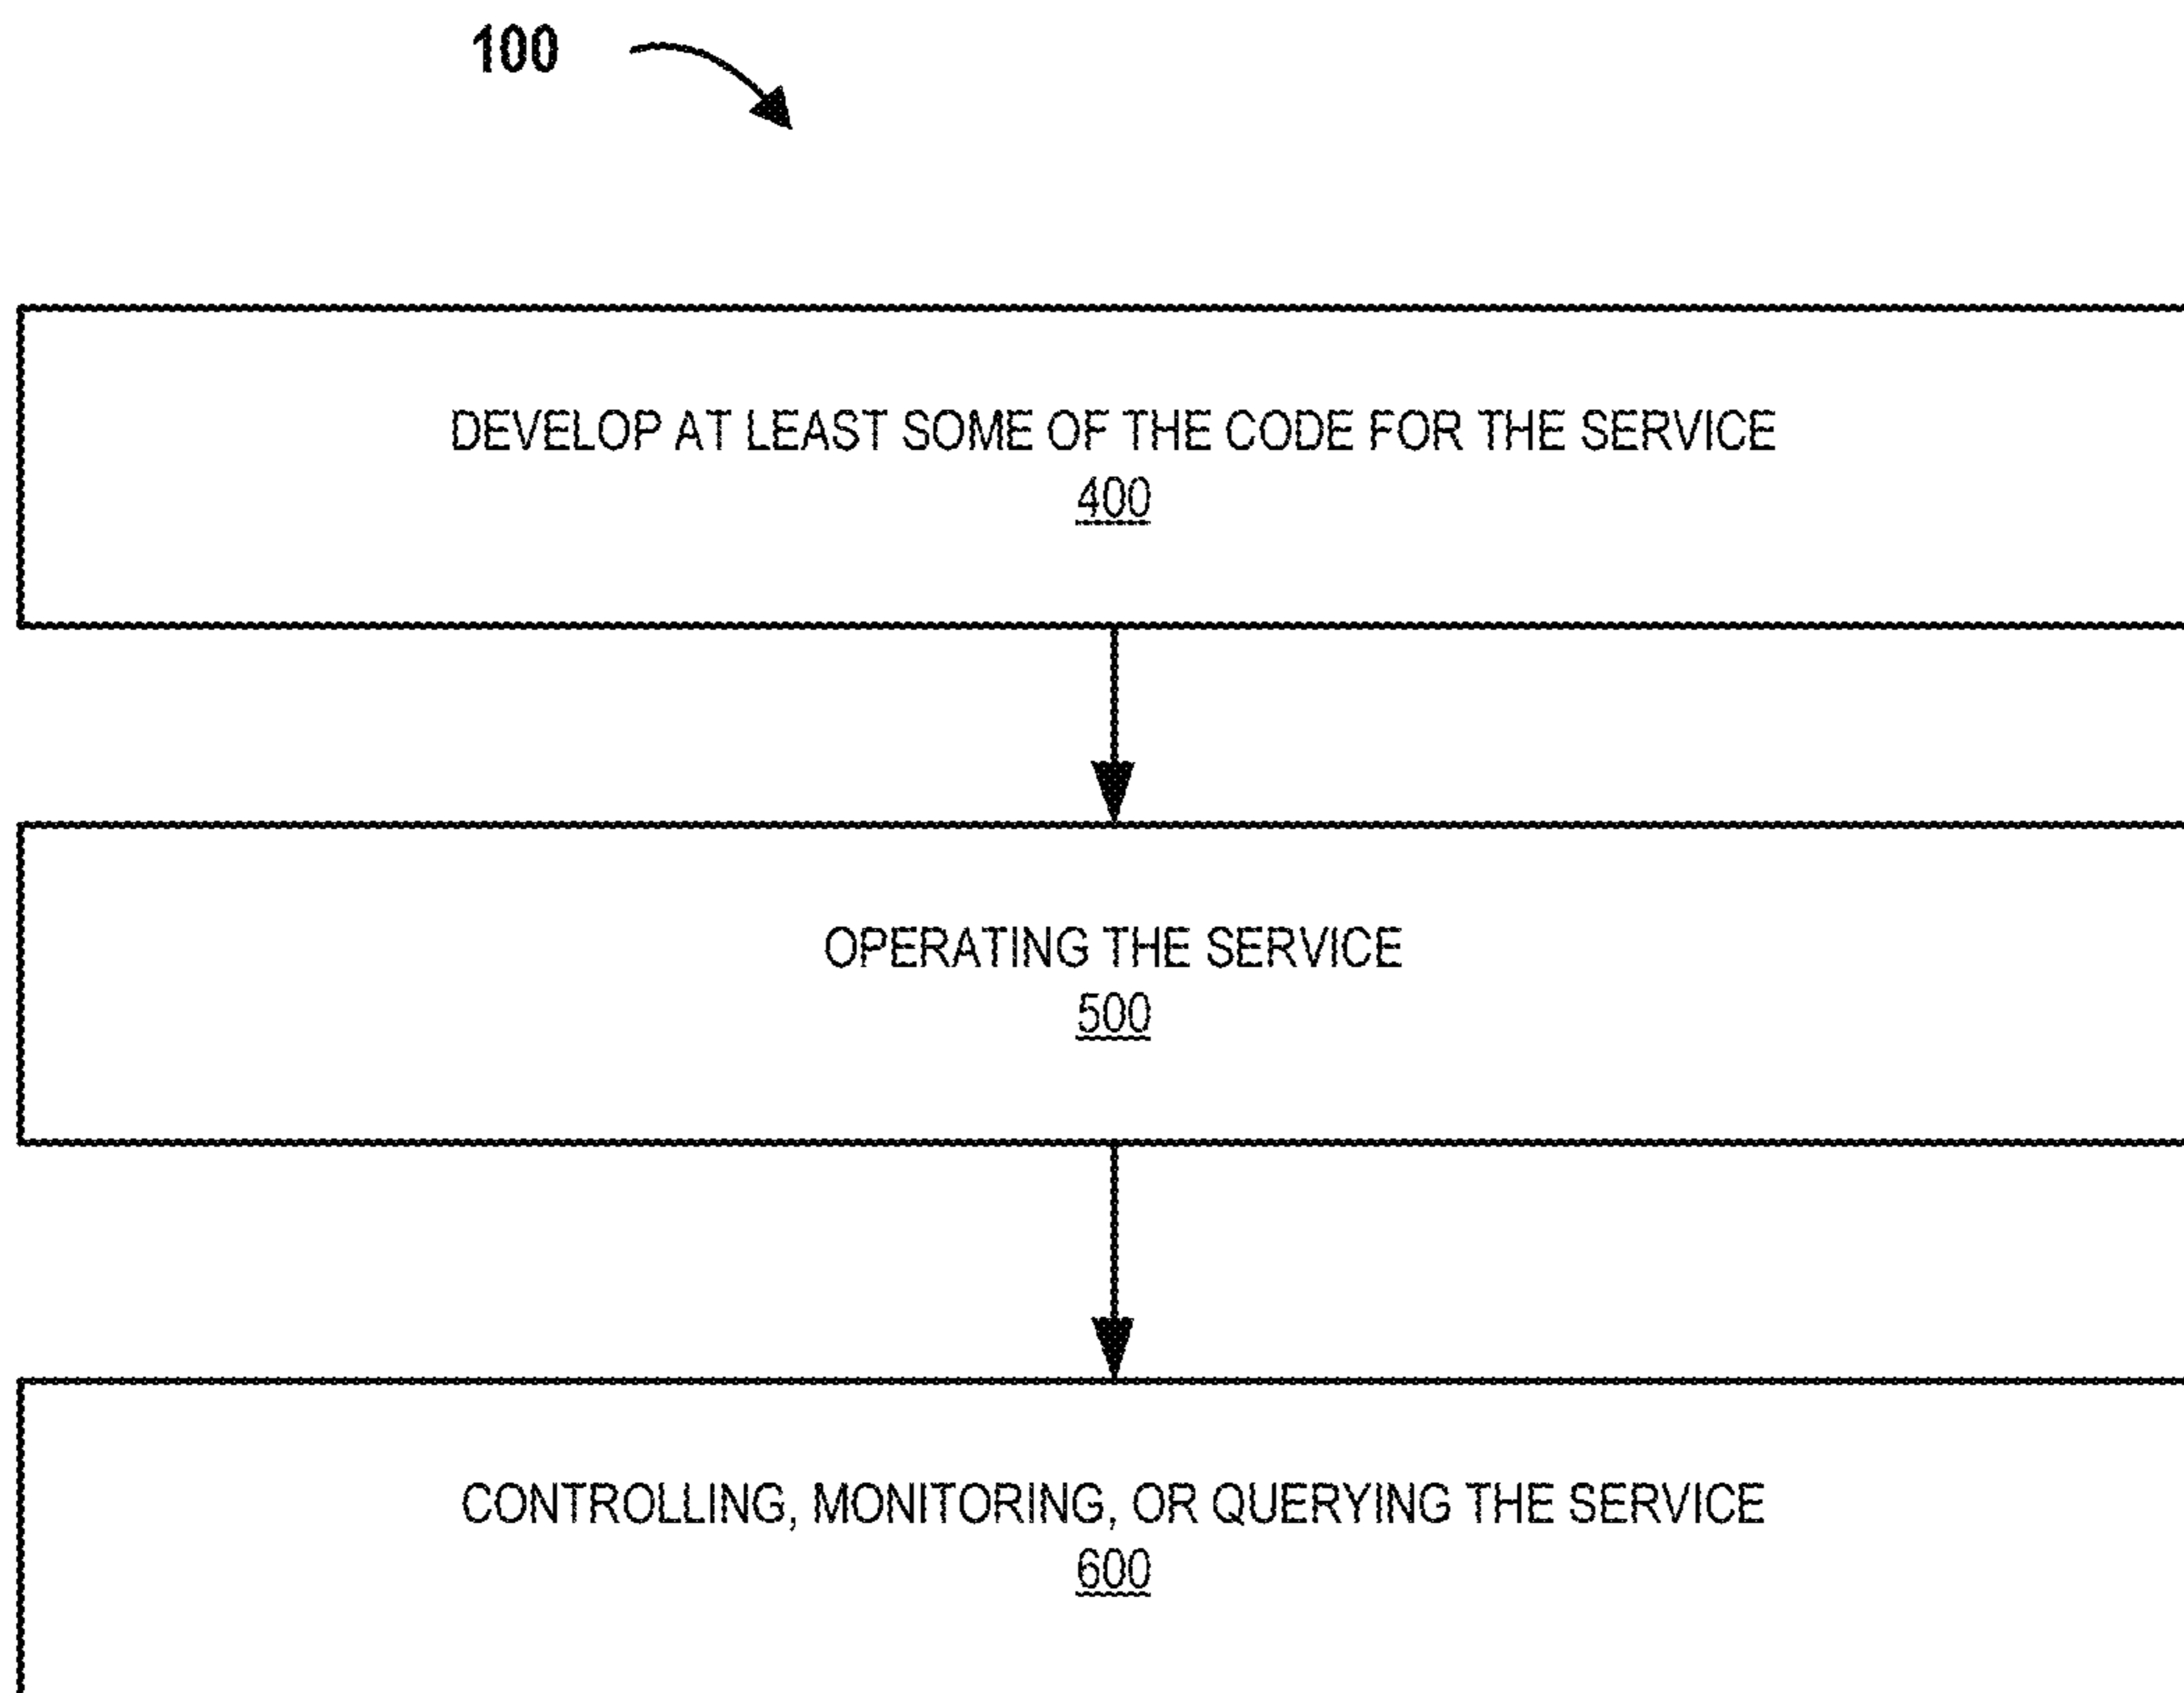 100
DEVELOP AT LEAST SOME OF THE CODE FOR THE SERVICE
400
OPERATING THE SERVICE
500
CONTROLLING, MONITORING, OR QUERYING THE SERVICE
600